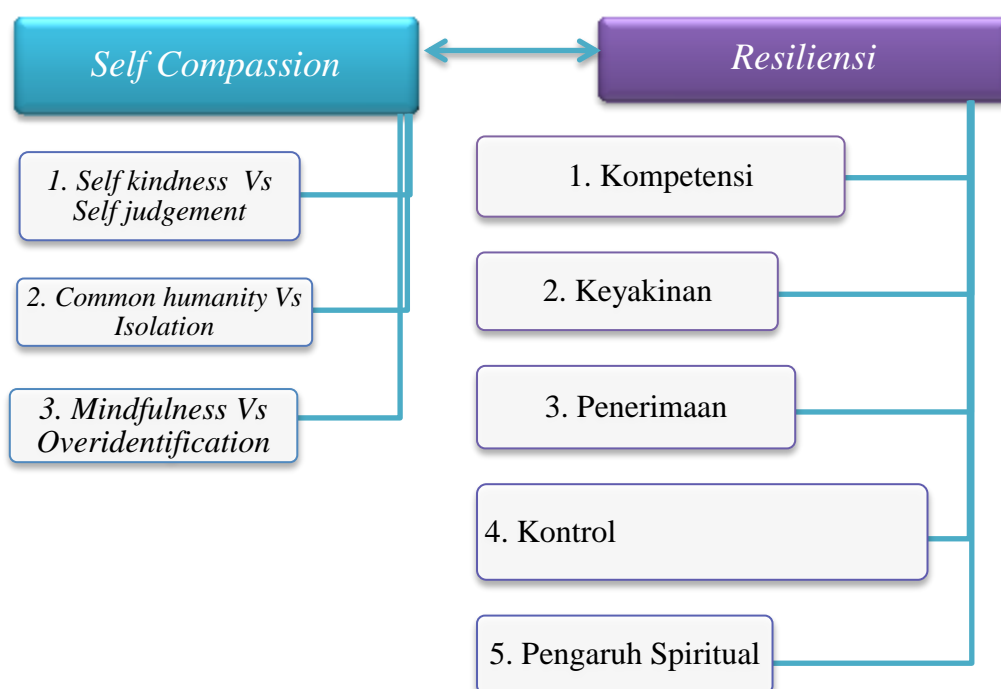 Self Compassion
1. Self kindness Vs
Self judgement
2. Common humanity Vs
Isolation
3. Mindfulness Vs
Overidentification
Resiliensi
1. Kompetensi
2. Keyakinan
3. Penerimaan
4. Kontrol
5. Pengaruh Spiritual